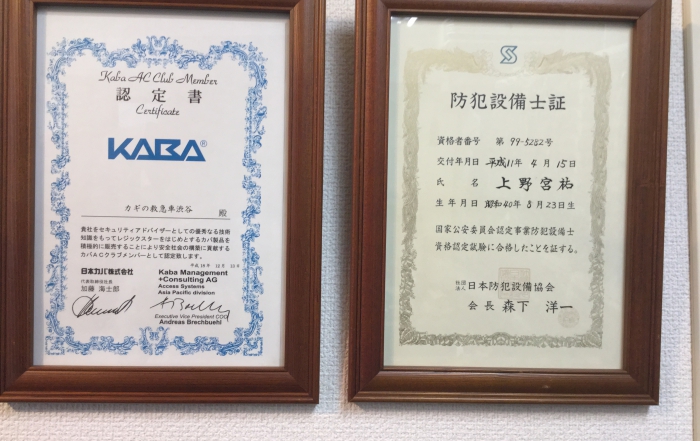 Kaba AC Club Member
認定書
Certificate
KABA®
カギの救急車渋谷
殿
貴社をセキュリティアドバイザーとしての優秀なる技術
知識をもってレジックスターをはじめとするカバ製品を
積極的に販売することにより安全社会の構築に貢献する
カバACクラブメンバーとして認定致します。
日本カバ株式会社
代表取締役社長
加藤 海士郎
Kaba Management
+Consulting AG
Access Systems
Asia Pacific division
Executive Vice President COO
Andreas Brechbuehl
防犯設備士証
資格者番号 第 99-5282号
交付年月日 平成11年 4月 15日
氏名 上野宮祐
生年月日 昭和40年 8月23日生
国家公安委員会認定事業防犯設備士
資格認定試験に合格したことを証する。
社団法人 日本防犯設備協会
会長 森下 洋一